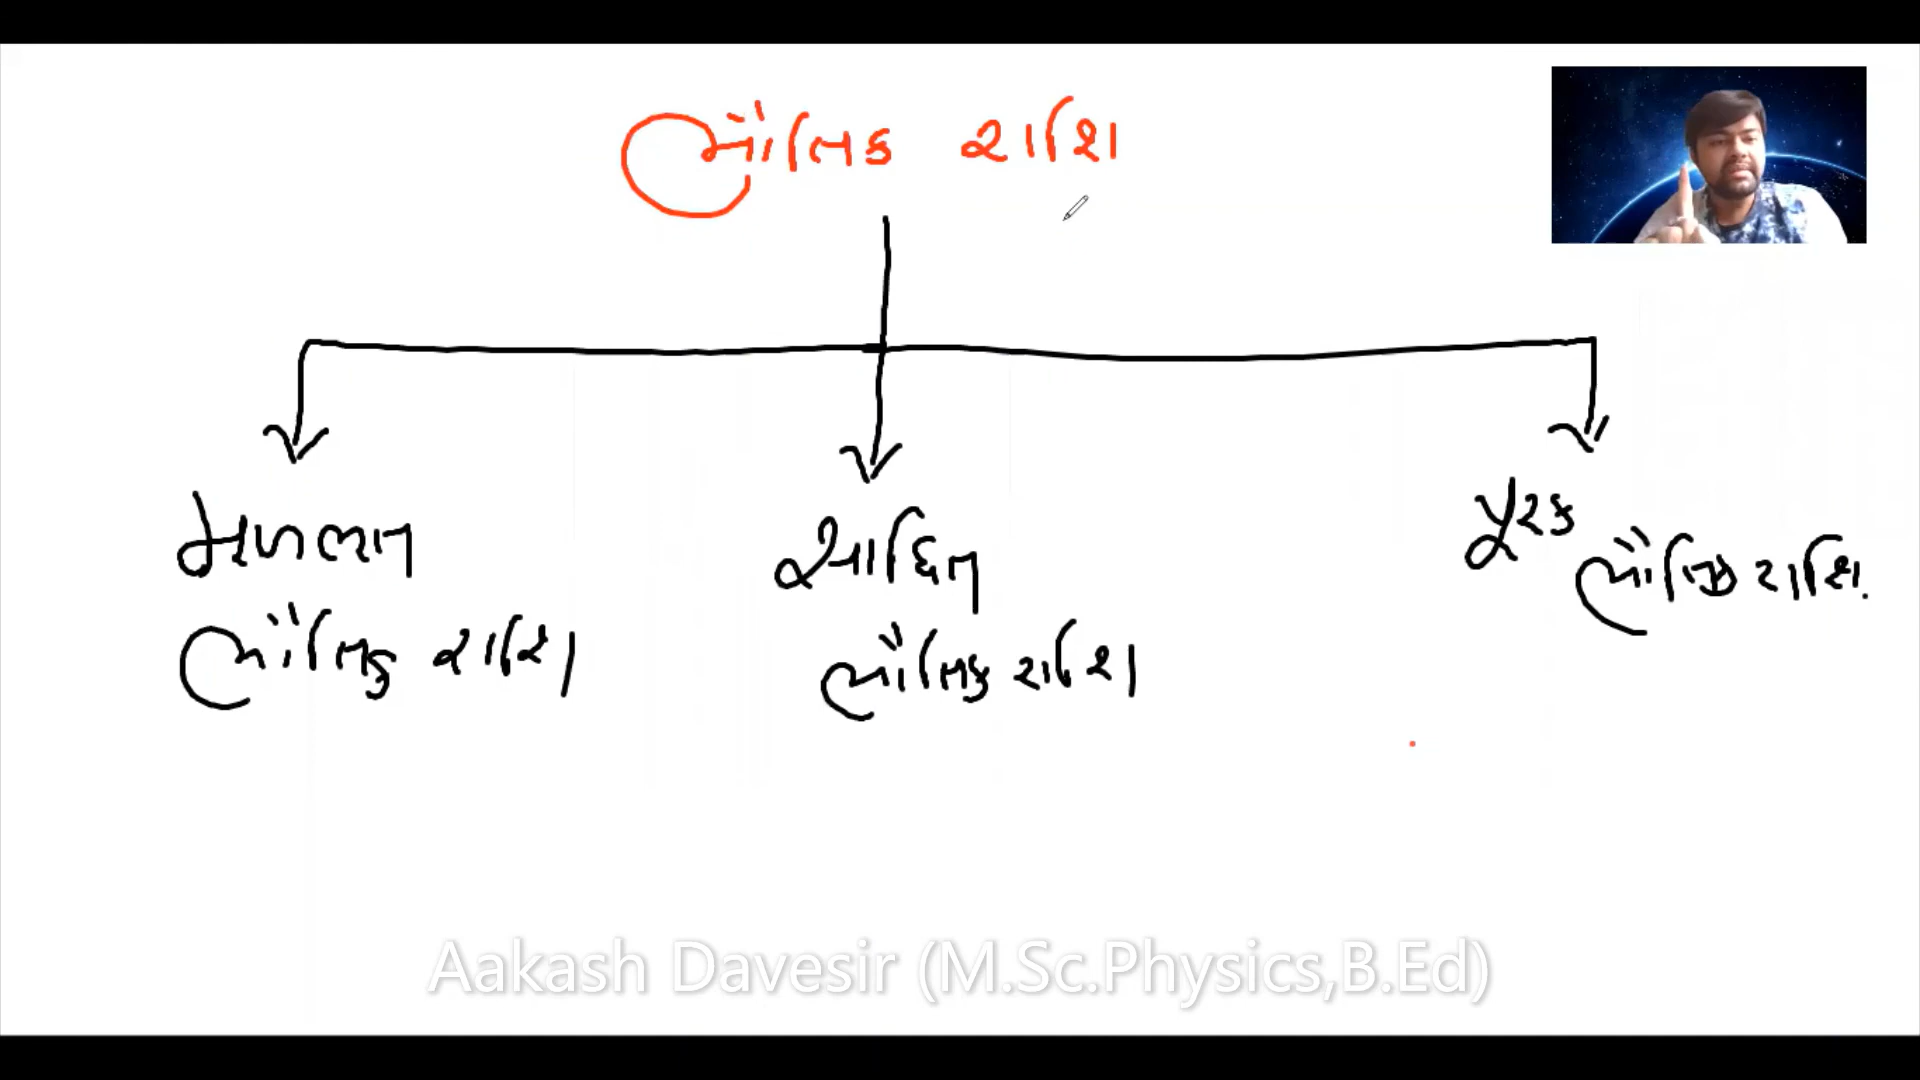 ભૌતિક રાશિ
મૂળભૂત
ભૌતિક રાશિ
સાધિત
ભૌતિક રાશિ
પુરક
ભૌતિક રાશિ.
Aakash Davesir (M.Sc.Physics,B.Ed)